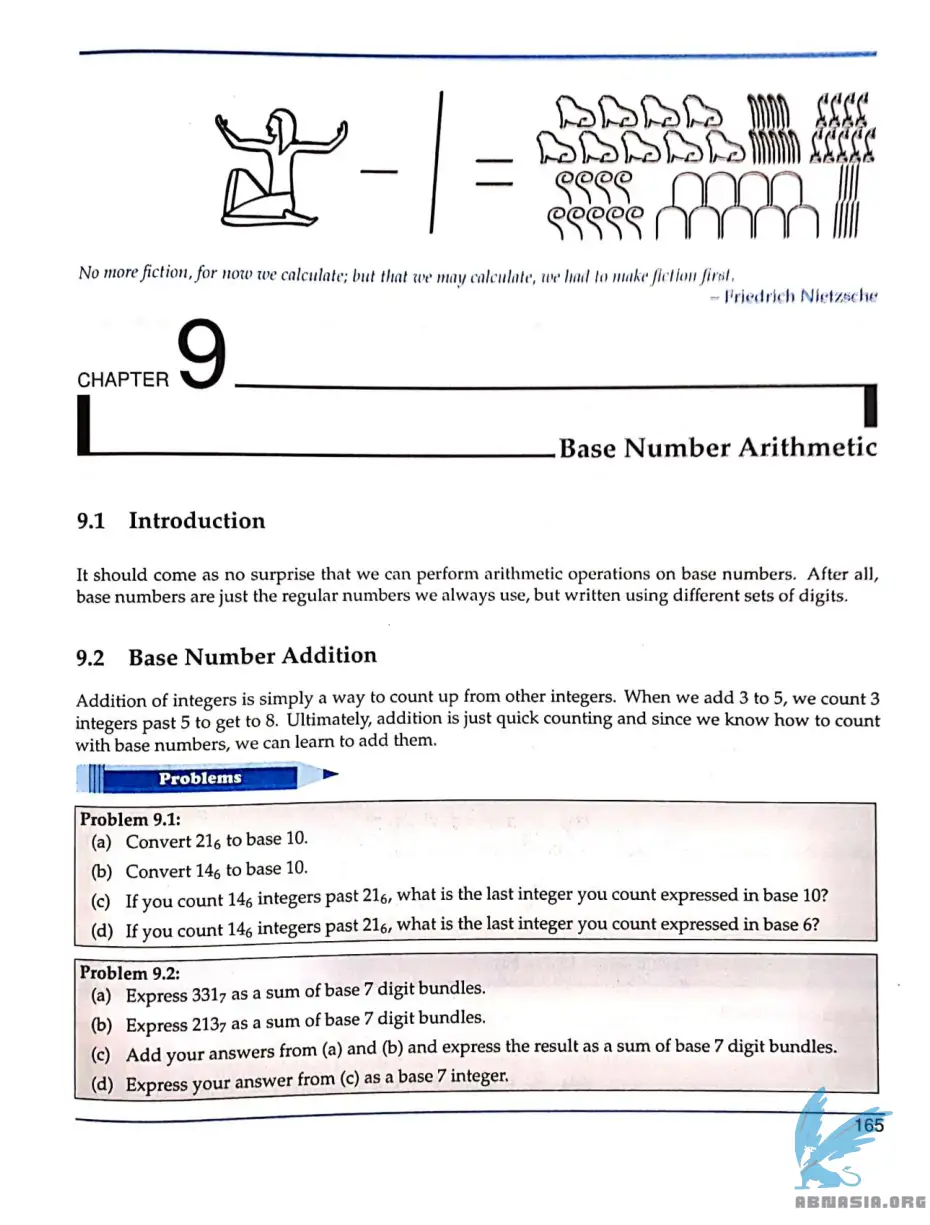 No more fiction, for now we calculate; but that we may calculate, we had to make fiction first.
– Friedrich Nietzsche
CHAPTER 9
Base Number Arithmetic
9.1 Introduction
It should come as no surprise that we can perform arithmetic operations on base numbers. After all,
base numbers are just the regular numbers we always use, but written using different sets of digits.
9.2 Base Number Addition
Addition of integers is simply a way to count up from other integers. When we add 3 to 5, we count 3
integers past 5 to get to 8. Ultimately, addition is just quick counting and since we know how to count
with base numbers, we can learn to add them.
Problems
Problem 9.1:
(a) Convert 21₆ to base 10.
(b) Convert 14₆ to base 10.
(c) If you count 14₆ integers past 21₆, what is the last integer you count expressed in base 10?
(d) If you count 14₆ integers past 21₆, what is the last integer you count expressed in base 6?
Problem 9.2:
(a) Express 331₇ as a sum of base 7 digit bundles.
(b) Express 213₇ as a sum of base 7 digit bundles.
(c) Add your answers from (a) and (b) and express the result as a sum of base 7 digit bundles.
(d) Express your answer from (c) as a base 7 integer.
165
ABNASIA.ORG